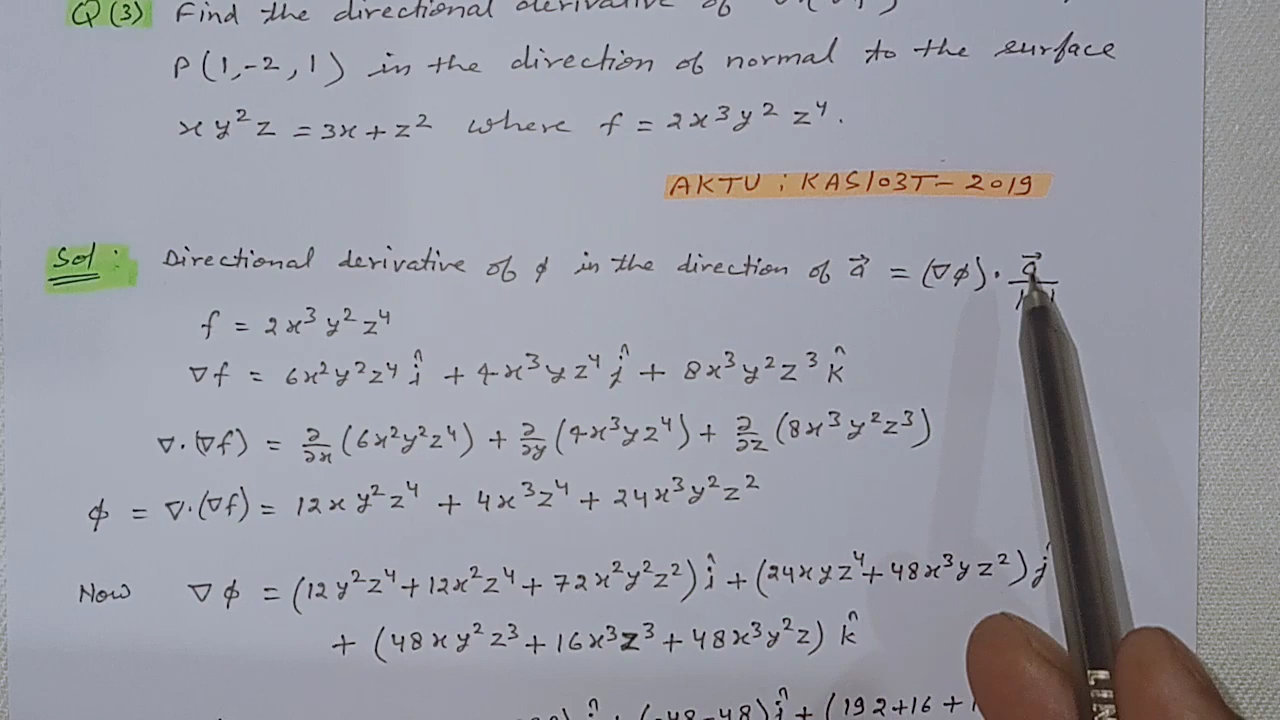 Q(3) Find the directional derivative of
P(1,-2,1) in the direction of normal to the surface
xy²z = 3x+z² where f = 2x³y²z⁴.
AKTU : KAS103T-2019
Sol : Directional derivative of ϕ in the direction of a⃗ = (∇ϕ)· a⃗
f = 2x³y²z⁴
∇f = 6x²y²z⁴ î + 4x³yz⁴ ĵ + 8x³y²z³ k̂
∇·(∇f) = ∂/∂x (6x²y²z⁴) + ∂/∂y (4x³yz⁴) + ∂/∂z (8x³y²z³)
ϕ = ∇·(∇f) = 12xy²z⁴ + 4x³z⁴ + 24x³y²z²
Now ∇ϕ = (12y²z⁴+12x²z⁴+72x²y²z²) î + (24xyz⁴+48x³yz²) ĵ
+ (48xy²z³+16x³z³+48x³y²z) k̂
) î + (-48-48) ĵ + (192+16+